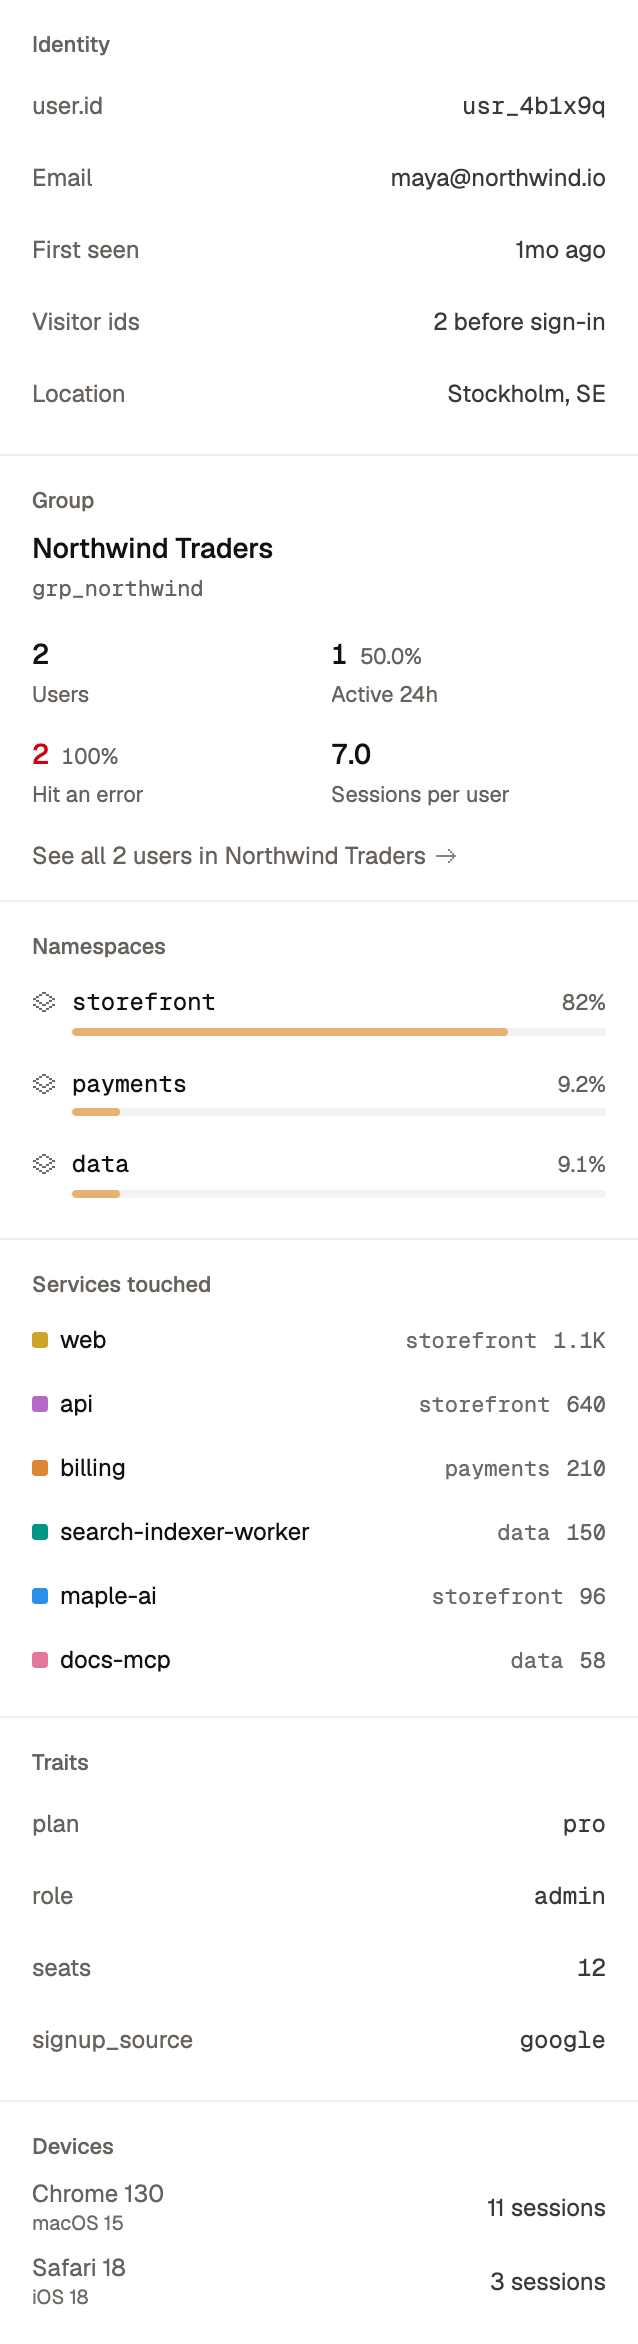 Identity
user.id usr_4b1x9q
Email maya@northwind.io
First seen 1mo ago
Visitor ids 2 before sign-in
Location Stockholm, SE
Group
Northwind Traders
grp_northwind
2 1 50.0%
Users Active 24h
2 100% 7.0
Hit an error Sessions per user
See all 2 users in Northwind Traders →
Namespaces
storefront 82%
payments 9.2%
data 9.1%
Services touched
web storefront 1.1K
api storefront 640
billing payments 210
search-indexer-worker data 150
maple-ai storefront 96
docs-mcp data 58
Traits
plan pro
role admin
seats 12
signup_source google
Devices
Chrome 130
macOS 15 11 sessions
Safari 18
iOS 18 3 sessions